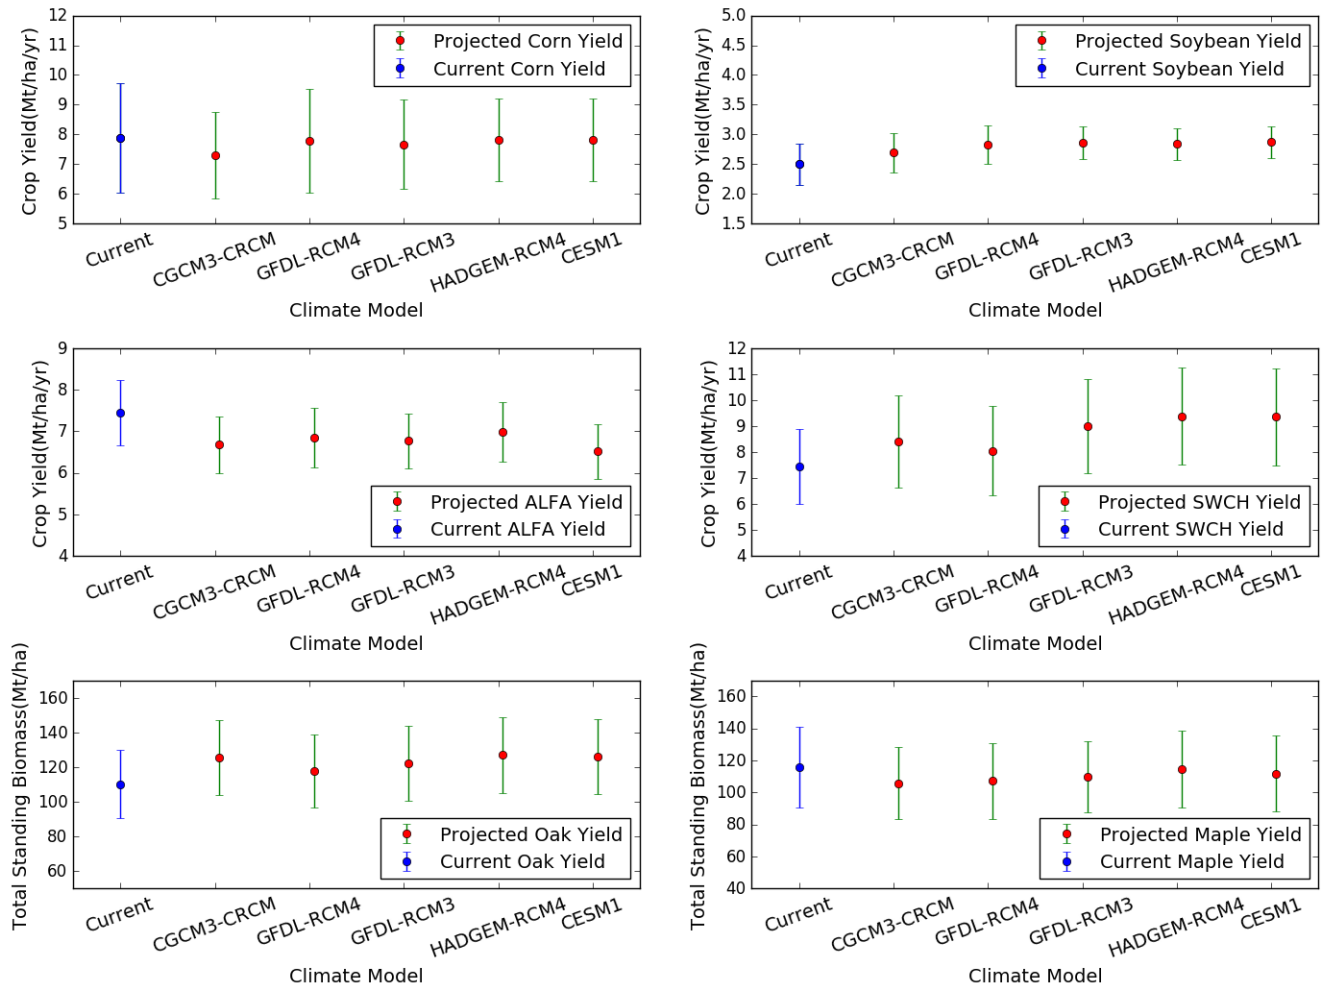 12
11
10
9
8
7
6
5
Crop Yield(Mt/ha/yr)
Projected Corn Yield
Current Corn Yield
Current
CGCM3-CRCM
GFDL-RCM4
GFDL-RCM3
HADGEM-RCM4
CESM1
Climate Model
5.0
4.5
4.0
3.5
3.0
2.5
2.0
1.5
Crop Yield(Mt/ha/yr)
Projected Soybean Yield
Current Soybean Yield
Current
CGCM3-CRCM
GFDL-RCM4
GFDL-RCM3
HADGEM-RCM4
CESM1
Climate Model
9
8
7
6
5
4
Crop Yield(Mt/ha/yr)
Projected ALFA Yield
Current ALFA Yield
Current
CGCM3-CRCM
GFDL-RCM4
GFDL-RCM3
HADGEM-RCM4
CESM1
Climate Model
12
11
10
9
8
7
6
5
4
Crop Yield(Mt/ha/yr)
Projected SWCH Yield
Current SWCH Yield
Current
CGCM3-CRCM
GFDL-RCM4
GFDL-RCM3
HADGEM-RCM4
CESM1
Climate Model
160
140
120
100
80
60
Total Standing Biomass(Mt/ha)
Projected Oak Yield
Current Oak Yield
Current
CGCM3-CRCM
GFDL-RCM4
GFDL-RCM3
HADGEM-RCM4
CESM1
Climate Model
160
140
120
100
80
60
40
Total Standing Biomass(Mt/ha)
Projected Maple Yield
Current Maple Yield
Current
CGCM3-CRCM
GFDL-RCM4
GFDL-RCM3
HADGEM-RCM4
CESM1
Climate Model